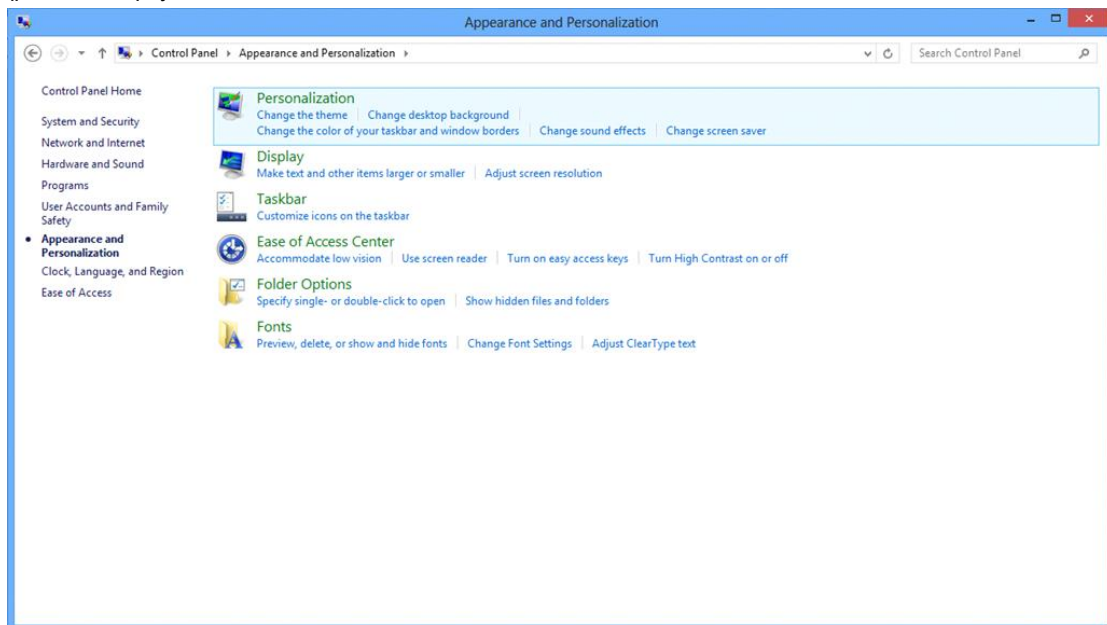 Appearance and Personalization
Control Panel Appearance and Personalization
Search Control Panel
Control Panel Home
System and Security
Network and Internet
Hardware and Sound
Programs
User Accounts and Family
Safety
Appearance and
Personalization
Clock, Language, and Region
Ease of Access
Personalization
Change the theme Change desktop background
Change the color of your taskbar and window borders Change sound effects Change screen saver
Display
Make text and other items larger or smaller Adjust screen resolution
Taskbar
Customize icons on the taskbar
Ease of Access Center
Accommodate low vision Use screen reader Turn on easy access keys Turn High Contrast on or off
Folder Options
Specify single- or double-click to open Show hidden files and folders
Fonts
Preview, delete, or show and hide fonts Change Font Settings Adjust ClearType text